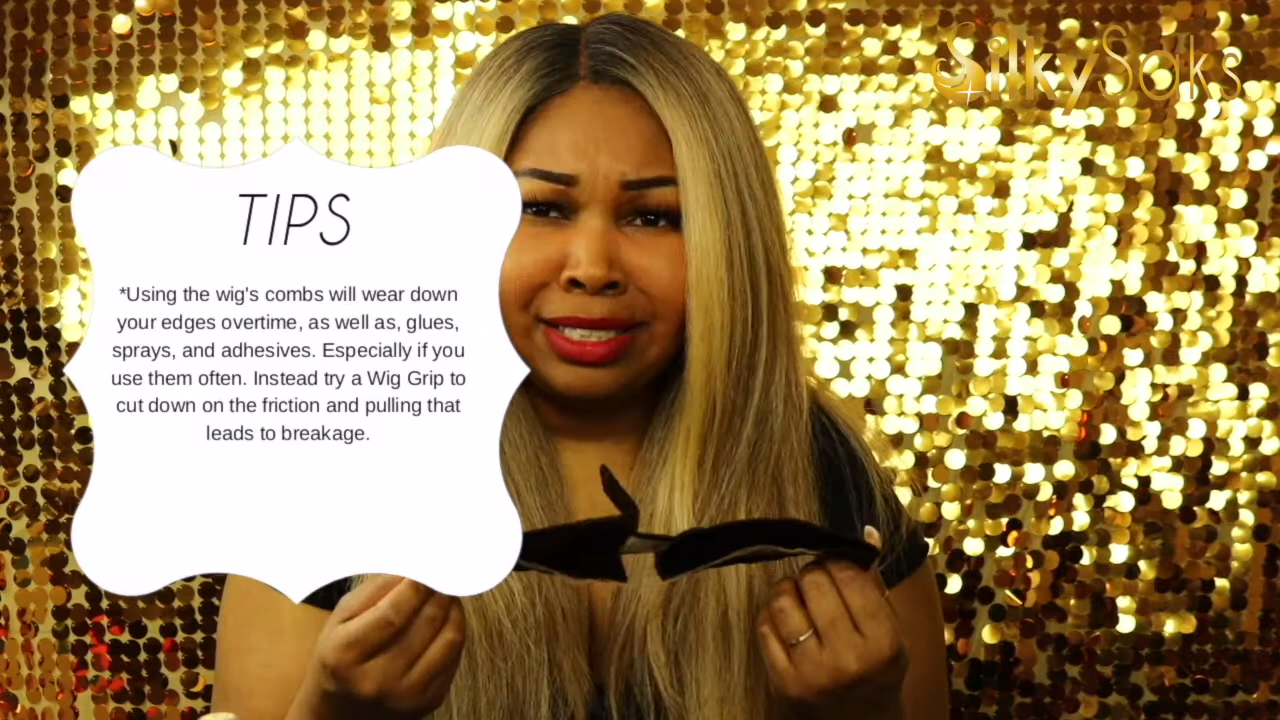 SilkySaks
TIPS
*Using the wig's combs will wear down
your edges overtime, as well as, glues,
sprays, and adhesives. Especially if you
use them often. Instead try a Wig Grip to
cut down on the friction and pulling that
leads to breakage.